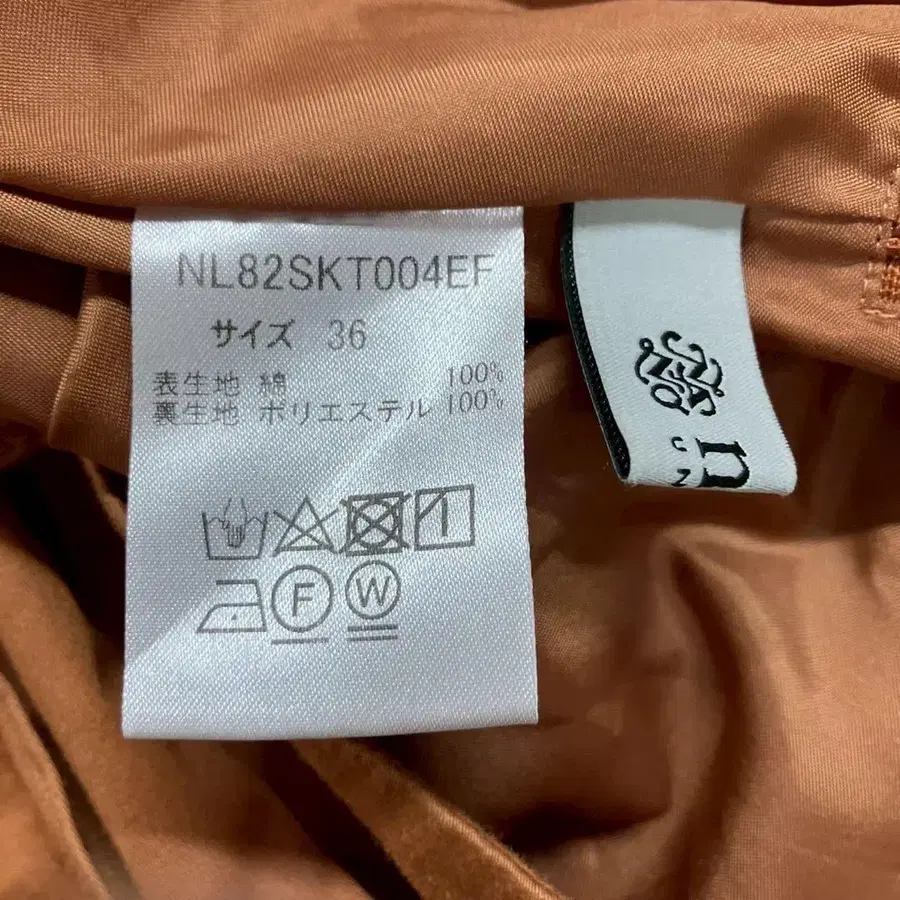 NL82SKT004EF
サイズ 36
表生地 綿 100%
裏生地 ポリエステル 100%
F
W
n